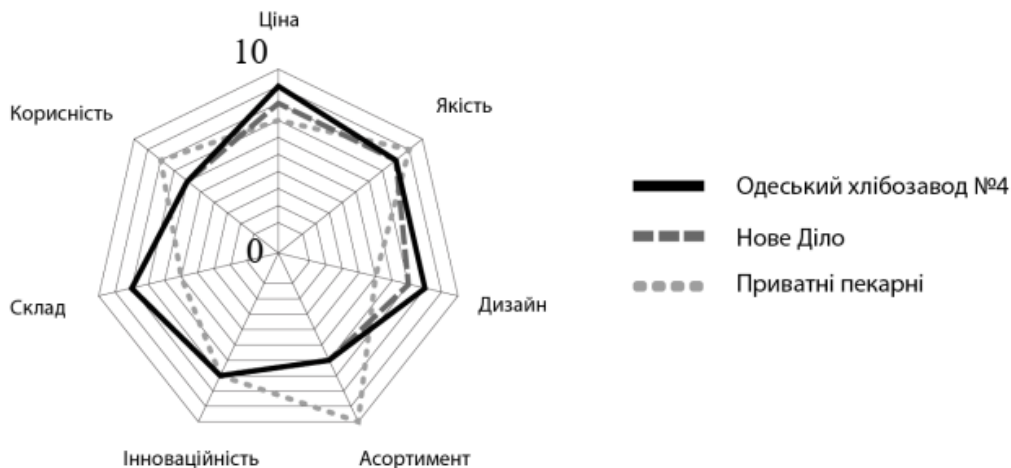 Ціна
10
Корисність
Якість
0
Склад
Дизайн
Інноваційність
Асортимент
Одеський хлібозавод №4
Нове Діло
Приватні пекарні